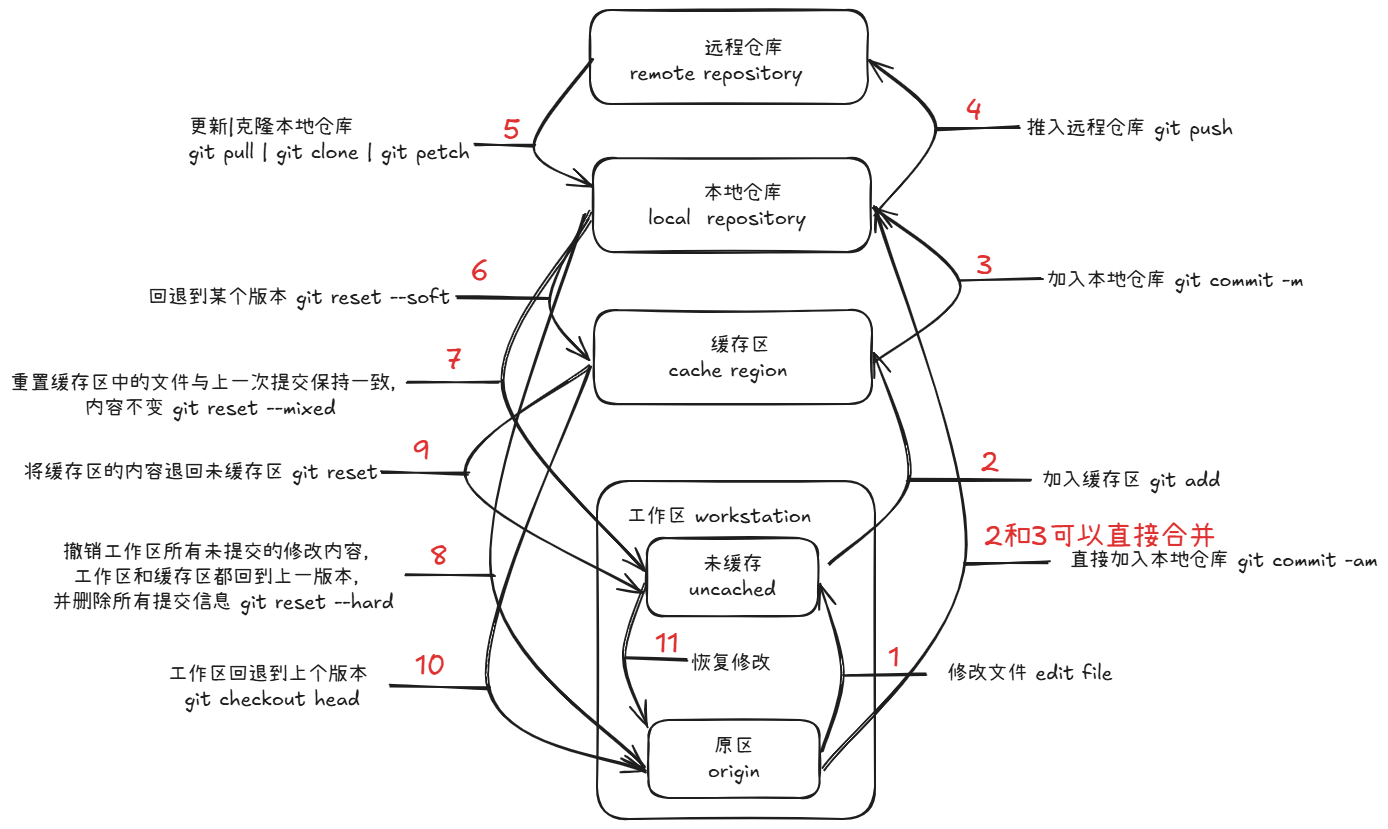 远程仓库
remote repository
4
5
更新|克隆本地仓库
git pull | git clone | git petch
推入远程仓库 git push
本地仓库
local repository
6
3
回退到某个版本 git reset --soft
加入本地仓库 git commit -m
缓存区
cache region
7
重置缓存区中的文件与上一次提交保持一致,
内容不变 git reset --mixed
9
将缓存区的内容退回未缓存区 git reset
2
加入缓存区 git add
工作区 workstation
2和3可以直接合并
直接加入本地仓库 git commit -am
未缓存
uncached
8
撤销工作区所有未提交的修改内容,
工作区和缓存区都回到上一版本,
并删除所有提交信息 git reset --hard
11
恢复修改
1
修改文件 edit file
10
工作区回退到上个版本
git checkout head
原区
origin